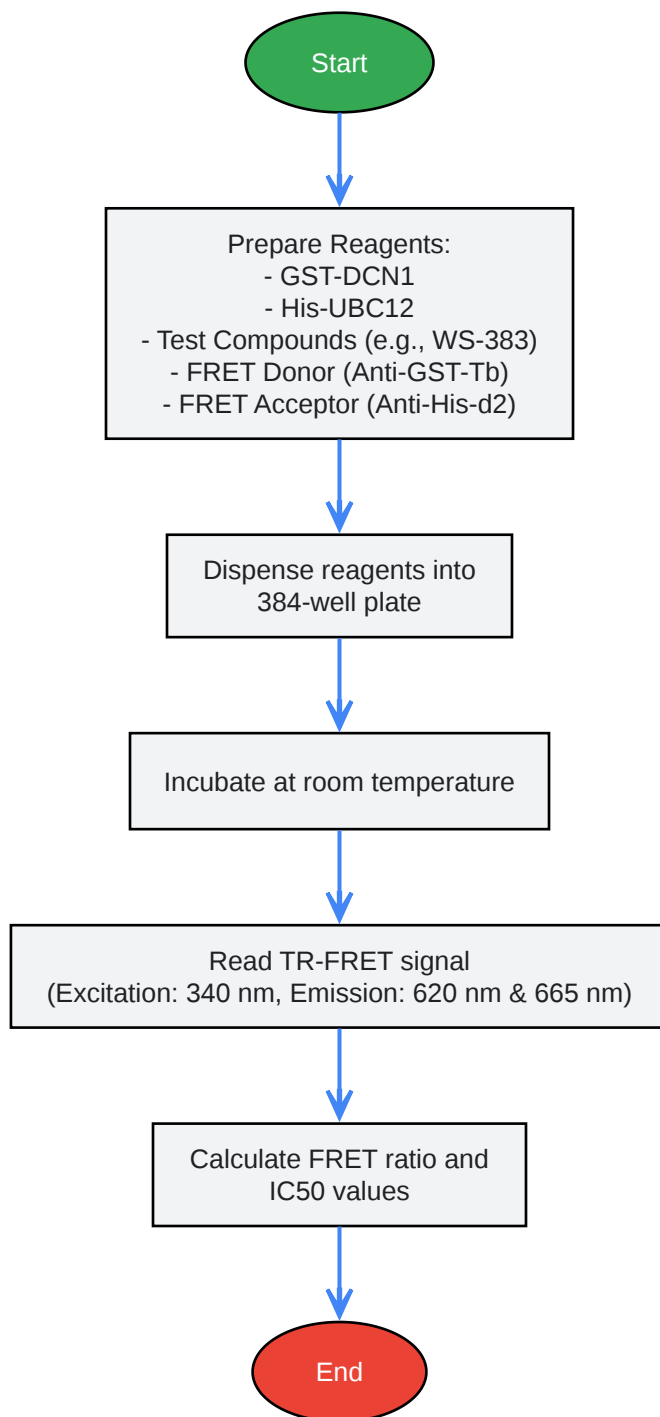 Start
Prepare Reagents:
- GST-DCN1
- His-UBC12
- Test Compounds (e.g., WS-383)
- FRET Donor (Anti-GST-Tb)
- FRET Acceptor (Anti-His-d2)
Dispense reagents into
384-well plate
Incubate at room temperature
Read TR-FRET signal
(Excitation: 340 nm, Emission: 620 nm & 665 nm)
Calculate FRET ratio and
IC50 values
End